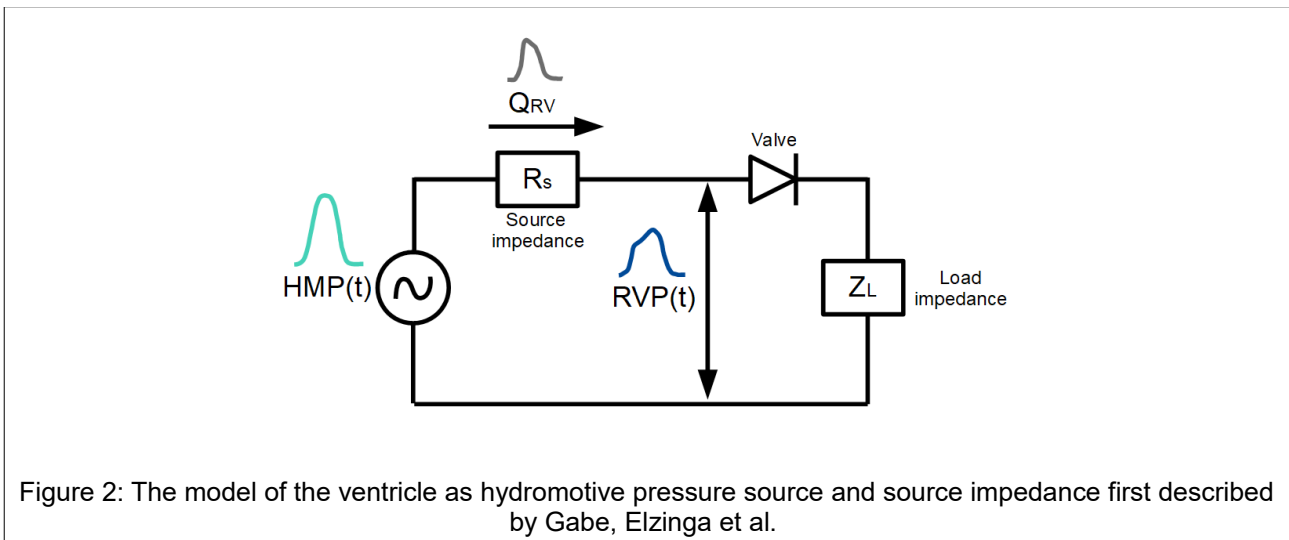 QRV
Valve
Rs
Source
impedance
HMP(t)
RVP(t)
ZL
Load
impedance
Figure 2: The model of the ventricle as hydromotive pressure source and source impedance first described
by Gabe, Elzinga et al.